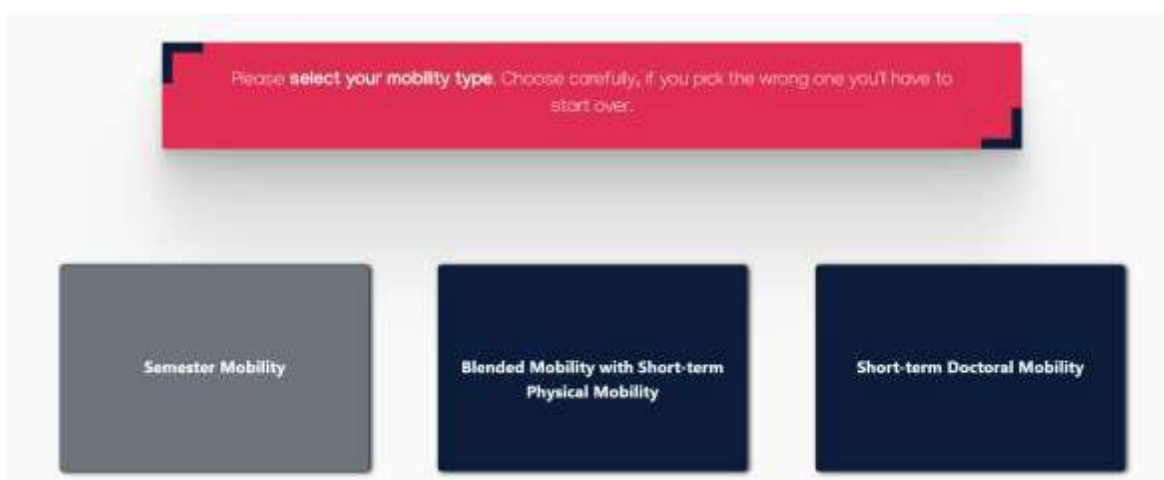 Please select your mobility type. Choose carefully, if you pick the wrong one you'll have to
start over.
Semester Mobility
Blended Mobility with Short-term
Physical Mobility
Short-term Doctoral Mobility